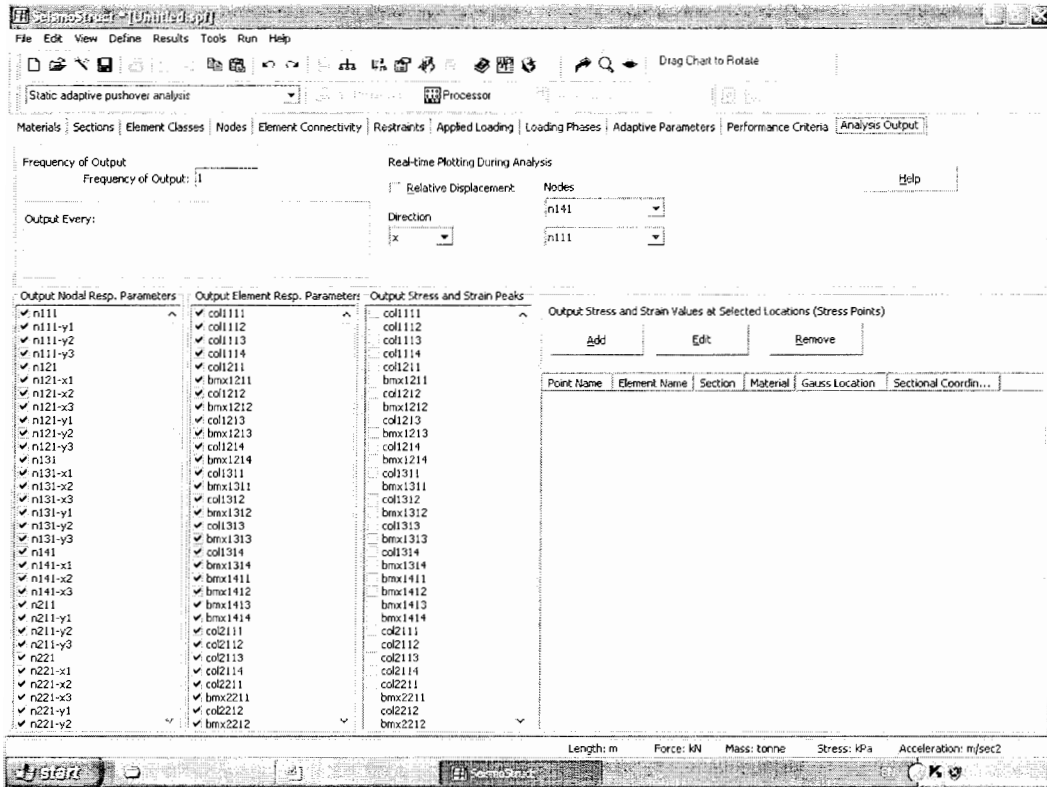 SeismoStruct - [Untitled.spf]
File Edit View Define Results Tools Run Help
Drag Chart to Rotate
Static adaptive pushover analysis
Processor
Materials Sections Element Classes Nodes Element Connectivity Restraints Applied Loading Loading Phases Adaptive Parameters Performance Criteria Analysis Output
Frequency of Output
Frequency of Output: 1
Output Every:
Real-time Plotting During Analysis
Relative Displacement
Nodes
n141
Direction
x
n111
Help
Output Nodal Resp. Parameters
n111
n111-y1
n111-y2
n111-y3
n121
n121-x1
n121-x2
n121-x3
n121-y1
n121-y2
n121-y3
n131
n131-x1
n131-x2
n131-x3
n131-y1
n131-y2
n131-y3
n141
n141-x1
n141-x2
n141-x3
n211
n211-y1
n211-y2
n211-y3
n221
n221-x1
n221-x2
n221-x3
n221-y1
n221-y2
Output Element Resp. Parameters
col1111
col1112
col1113
col1114
col1211
bmx1211
col1212
bmx1212
col1213
bmx1213
col1214
bmx1214
col1311
bmx1311
col1312
bmx1312
col1313
bmx1313
col1314
bmx1314
bmx1411
bmx1412
bmx1413
bmx1414
col2111
col2112
col2113
col2114
col2211
bmx2211
col2212
bmx2212
Output Stress and Strain Peaks
col1111
col1112
col1113
col1114
col1211
bmx1211
col1212
bmx1212
col1213
bmx1213
col1214
bmx1214
col1311
bmx1311
col1312
bmx1312
col1313
bmx1313
col1314
bmx1314
bmx1411
bmx1412
bmx1413
bmx1414
col2111
col2112
col2113
col2114
col2211
bmx2211
col2212
bmx2212
Output Stress and Strain Values at Selected Locations (Stress Points)
Add Edit Remove
Point Name Element Name Section Material Gauss Location Sectional Coordin...
Length: m Force: kN Mass: tonne Stress: kPa Acceleration: m/sec2
start
SeismoStruct